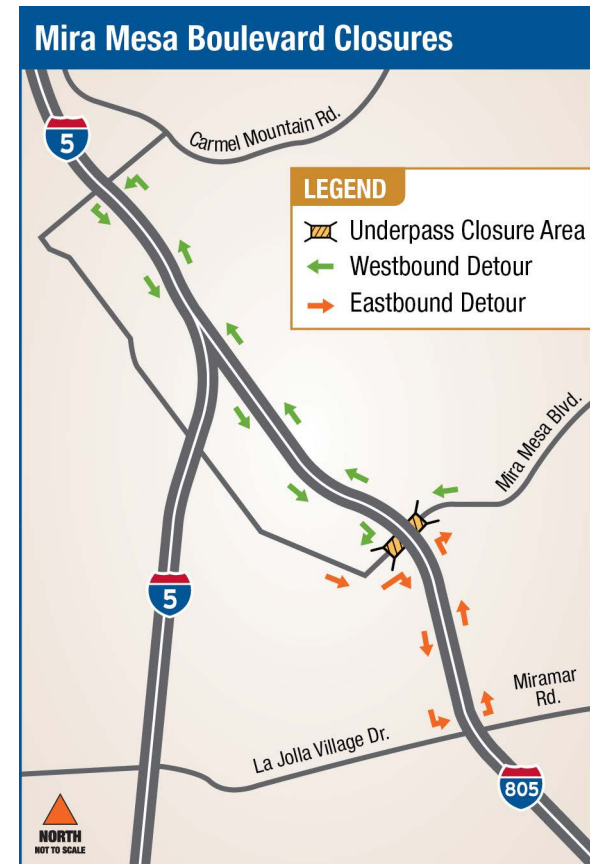 Mira Mesa Boulevard Closures
5
Carmel Mountain Rd.
LEGEND
Underpass Closure Area
Westbound Detour
Eastbound Detour
Mira Mesa Blvd.
5
Miramar
Rd.
La Jolla Village Dr.
805
NORTH
NOT TO SCALE